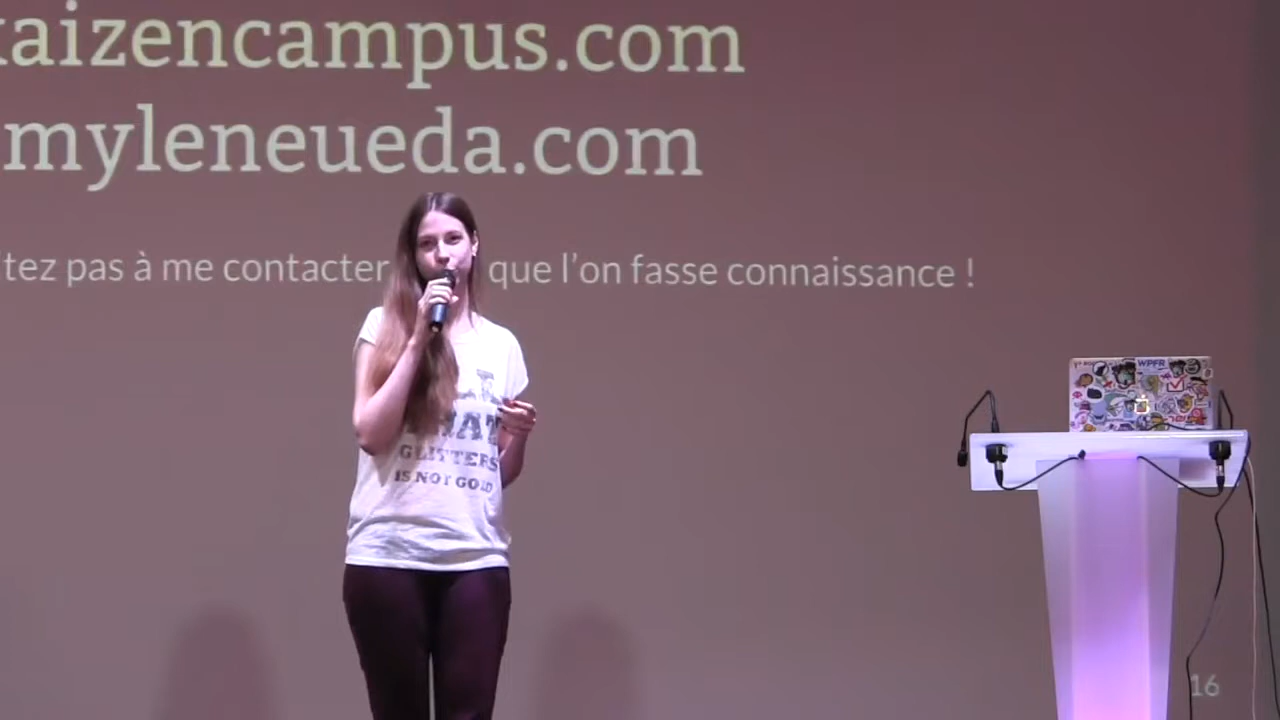 kaizencampus.com
myleneueda.com
tez pas à me contacter que l'on fasse connaissance !
GLITTERS
IS NOT GOLD
WPFR
16